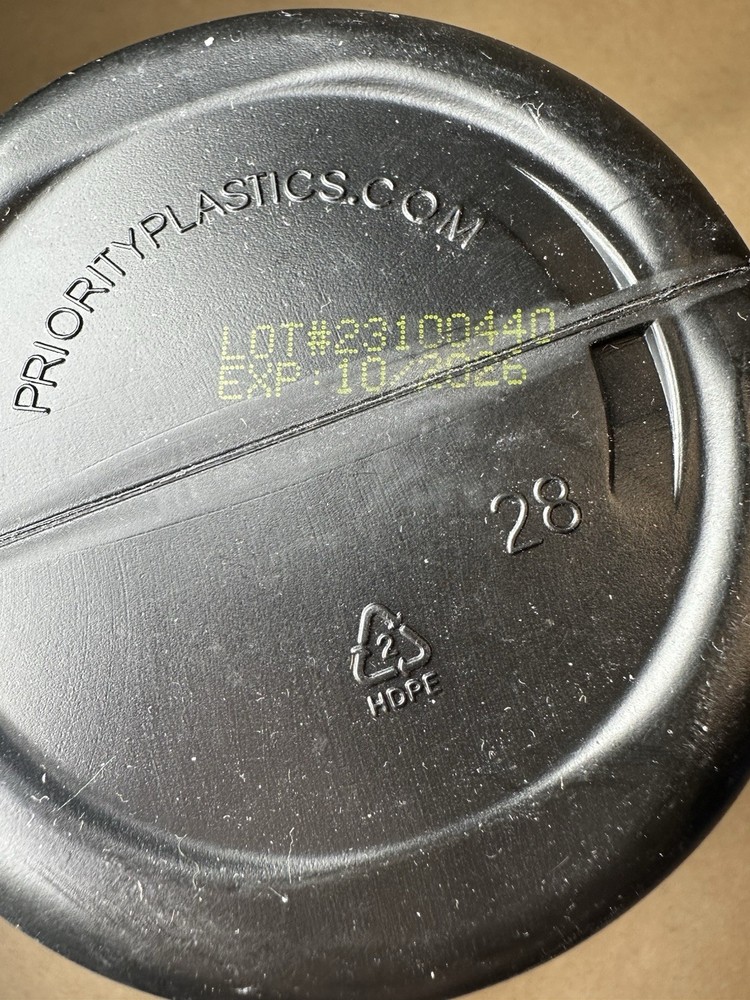 PRIORITYPLASTICS.COM
LOT#23100440
EXP:10/2026
28
2
HDPE